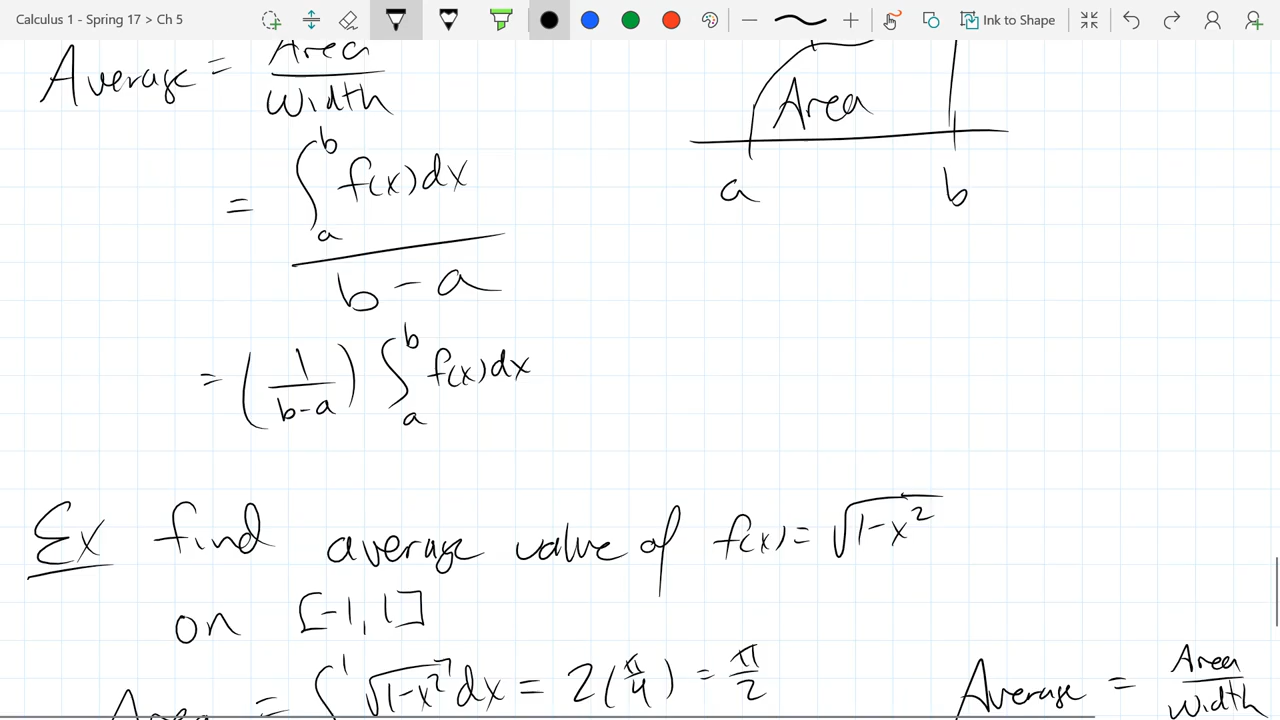 Calculus 1 - Spring 17 > Ch 5
Ink to Shape
Average = Area / Width
= ∫_a^b f(x)dx / b-a
= (1/(b-a)) ∫_a^b f(x)dx
Area
a b
Ex find average value of f(x) = √(1-x²)
on [-1, 1]
Area = ∫^1 √(1-x²) dx = 2(π/4) = π/2
Average = Area / Width